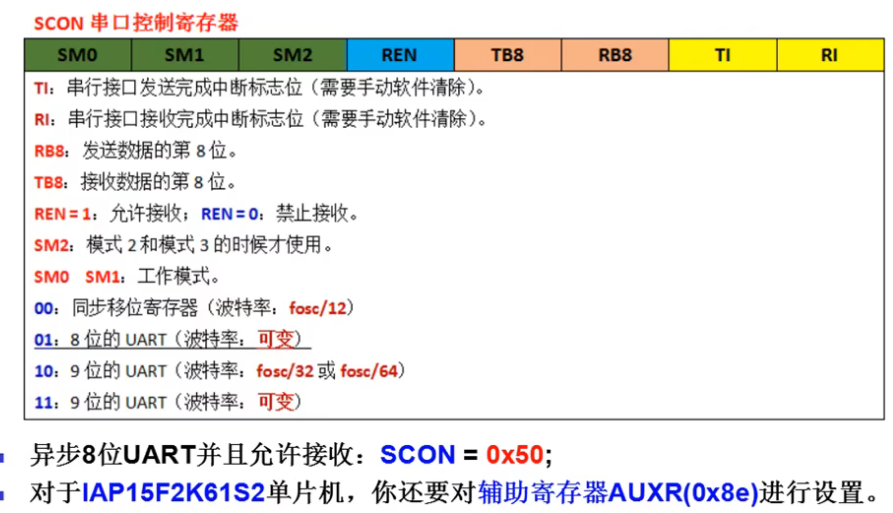 SCON 串口控制寄存器
SM0 SM1 SM2 REN TB8 RB8 TI RI
TI：串行接口发送完成中断标志位（需要手动软件清除）。
RI：串行接口接收完成中断标志位（需要手动软件清除）。
RB8：发送数据的第 8 位。
TB8：接收数据的第 8 位。
REN = 1：允许接收；REN = 0：禁止接收。
SM2：模式 2 和模式 3 的时候才使用。
SM0 SM1：工作模式。
00：同步移位寄存器（波特率：fosc/12）
01：8 位的 UART（波特率：可变）
10：9 位的 UART（波特率：fosc/32 或 fosc/64）
11：9 位的 UART（波特率：可变）
异步8位UART并且允许接收：SCON = 0x50;
对于IAP15F2K61S2单片机，你还要对辅助寄存器AUXR(0x8e)进行设置。